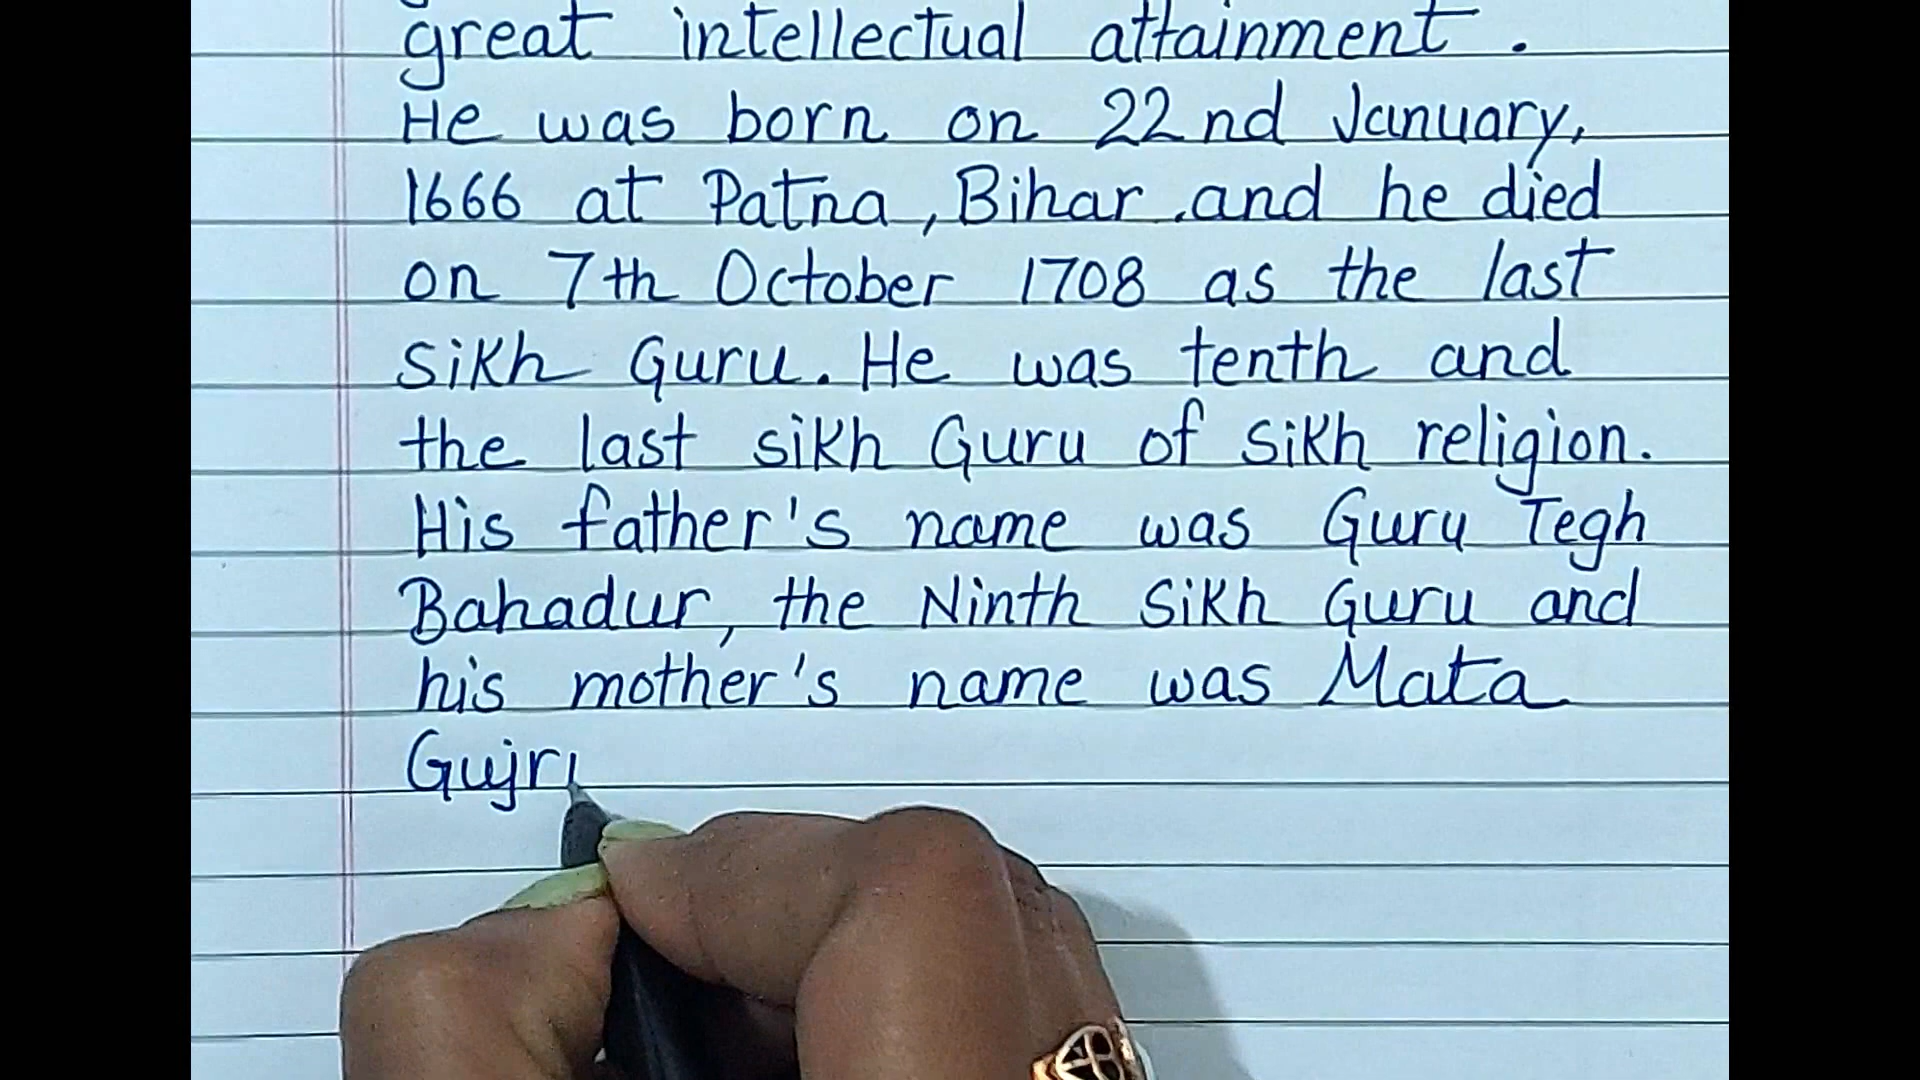 great intellectual attainment.
He was born on 22nd January,
1666 at Patna, Bihar.and he died
on 7th October 1708 as the last
sikh Guru. He was tenth and
the last sikh Guru of sikh religion.
His father's name was Guru Tegh
Bahadur, the Ninth Sikh Guru and
his mother's name was Mata
Gujri